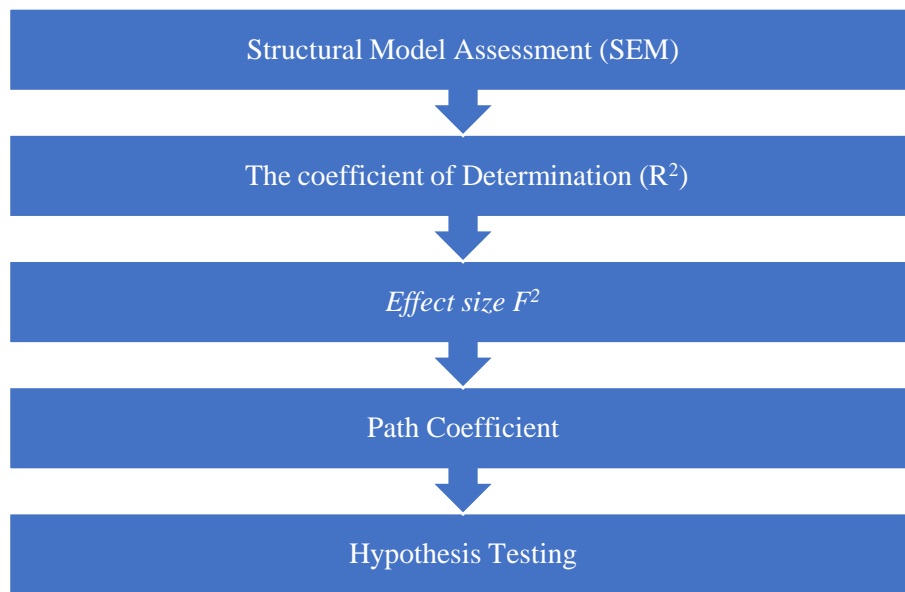 Structural Model Assessment (SEM)
The coefficient of Determination (R²)
Effect size F²
Path Coefficient
Hypothesis Testing